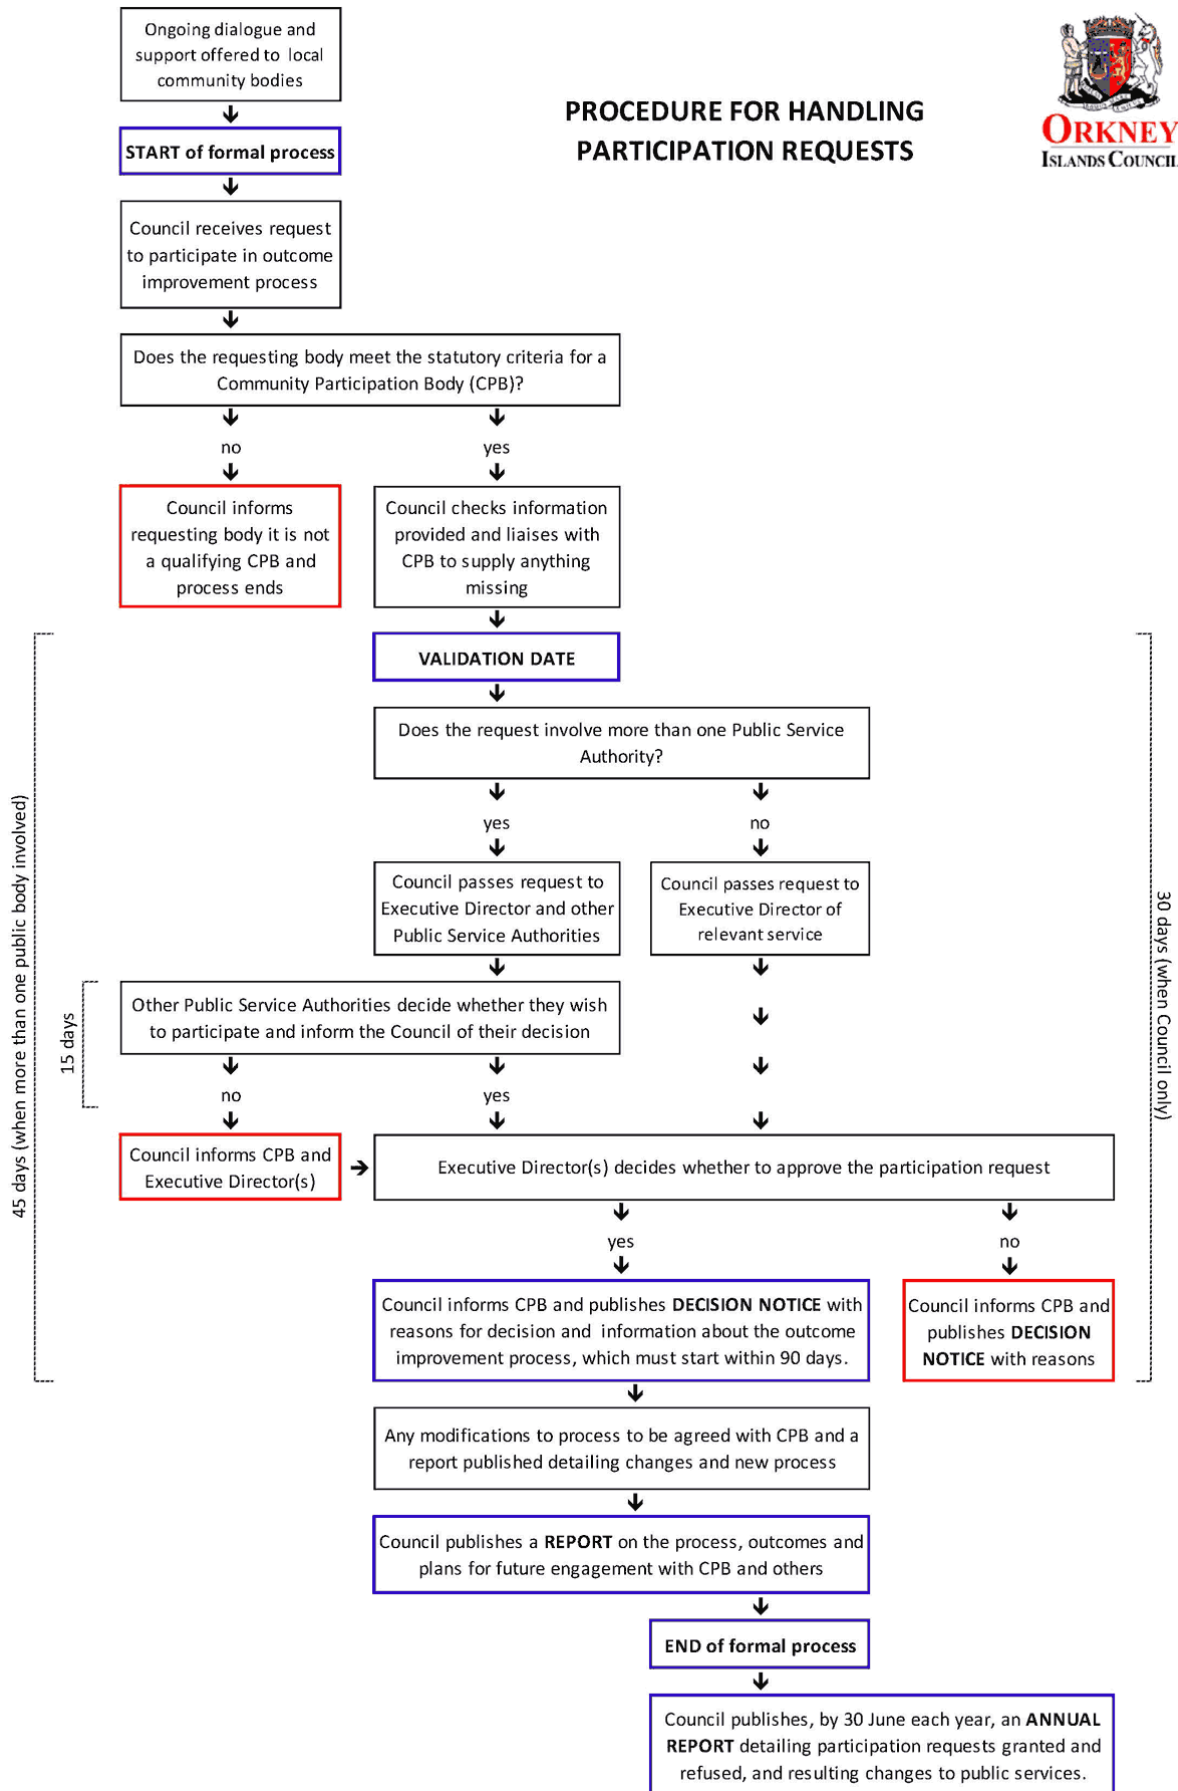 Ongoing dialogue and
support offered to local
community bodies
PROCEDURE FOR HANDLING
PARTICIPATION REQUESTS
ORKNEY
ISLANDS COUNCIL
START of formal process
Council receives request
to participate in outcome
improvement process
Does the requesting body meet the statutory criteria for a
Community Participation Body (CPB)?
no
yes
Council informs
requesting body it is not
a qualifying CPB and
process ends
Council checks information
provided and liaises with
CPB to supply anything
missing
VALIDATION DATE
Does the request involve more than one Public Service
Authority?
yes
no
Council passes request to
Executive Director and other
Public Service Authorities
Council passes request to
Executive Director of
relevant service
45 days (when more than one public body involved)
30 days (when Council only)
15 days
Other Public Service Authorities decide whether they wish
to participate and inform the Council of their decision
no
yes
Council informs CPB and
Executive Director(s)
Executive Director(s) decides whether to approve the participation request
yes
no
Council informs CPB and publishes DECISION NOTICE with
reasons for decision and information about the outcome
improvement process, which must start within 90 days.
Council informs CPB and
publishes DECISION
NOTICE with reasons
Any modifications to process to be agreed with CPB and a
report published detailing changes and new process
Council publishes a REPORT on the process, outcomes and
plans for future engagement with CPB and others
END of formal process
Council publishes, by 30 June each year, an ANNUAL
REPORT detailing participation requests granted and
refused, and resulting changes to public services.